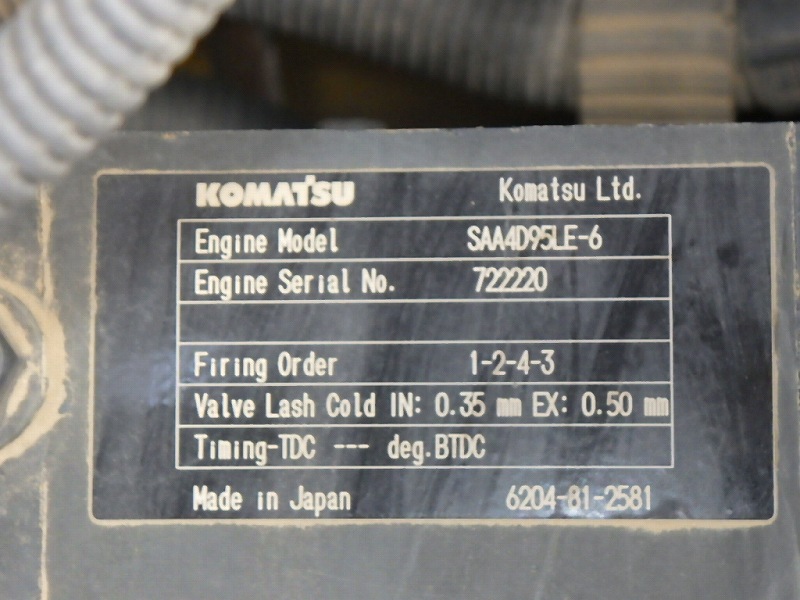 KOMATSU Komatsu Ltd.
Engine Model SAA4D95LE-6
Engine Serial No. 722220
Firing Order 1-2-4-3
Valve Lash Cold IN: 0.35 mm EX: 0.50 mm
Timing-TDC --- deg.BTDC
Made in Japan 6204-81-2581